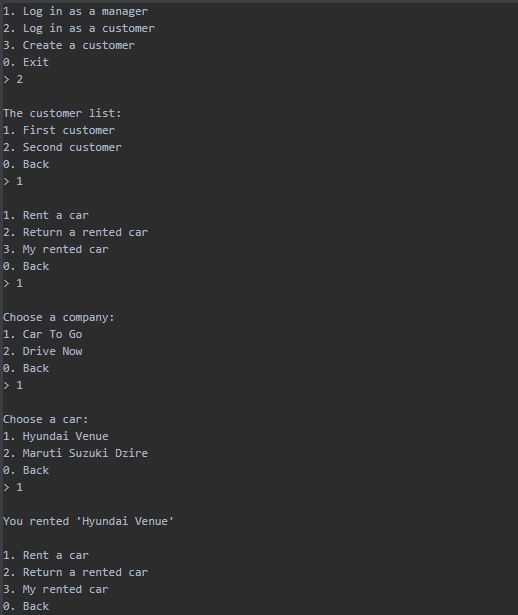 1. Log in as a manager
2. Log in as a customer
3. Create a customer
0. Exit
> 2

The customer list:
1. First customer
2. Second customer
0. Back
> 1

1. Rent a car
2. Return a rented car
3. My rented car
0. Back
> 1

Choose a company:
1. Car To Go
2. Drive Now
0. Back
> 1

Choose a car:
1. Hyundai Venue
2. Maruti Suzuki Dzire
0. Back
> 1

You rented 'Hyundai Venue'

1. Rent a car
2. Return a rented car
3. My rented car
0. Back